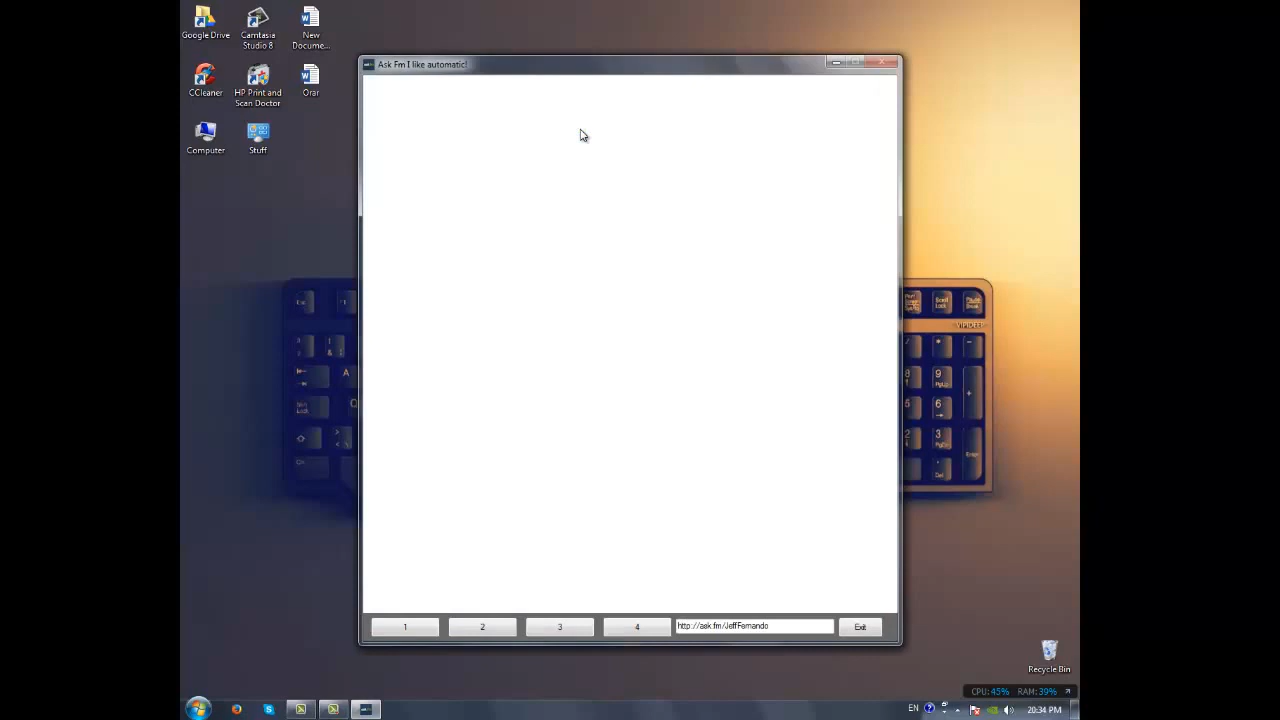 Google Drive
Camtasia
Studio 8
New
Docume...
CCleaner
HP Print and
Scan Doctor
Orar
Computer
Stuff
Ask Fm I like automatic!
1
2
3
4
http://ask.fm/JeffFernando
Exit
Recycle Bin
CPU: 45%
RAM: 39%
EN
20:34 PM